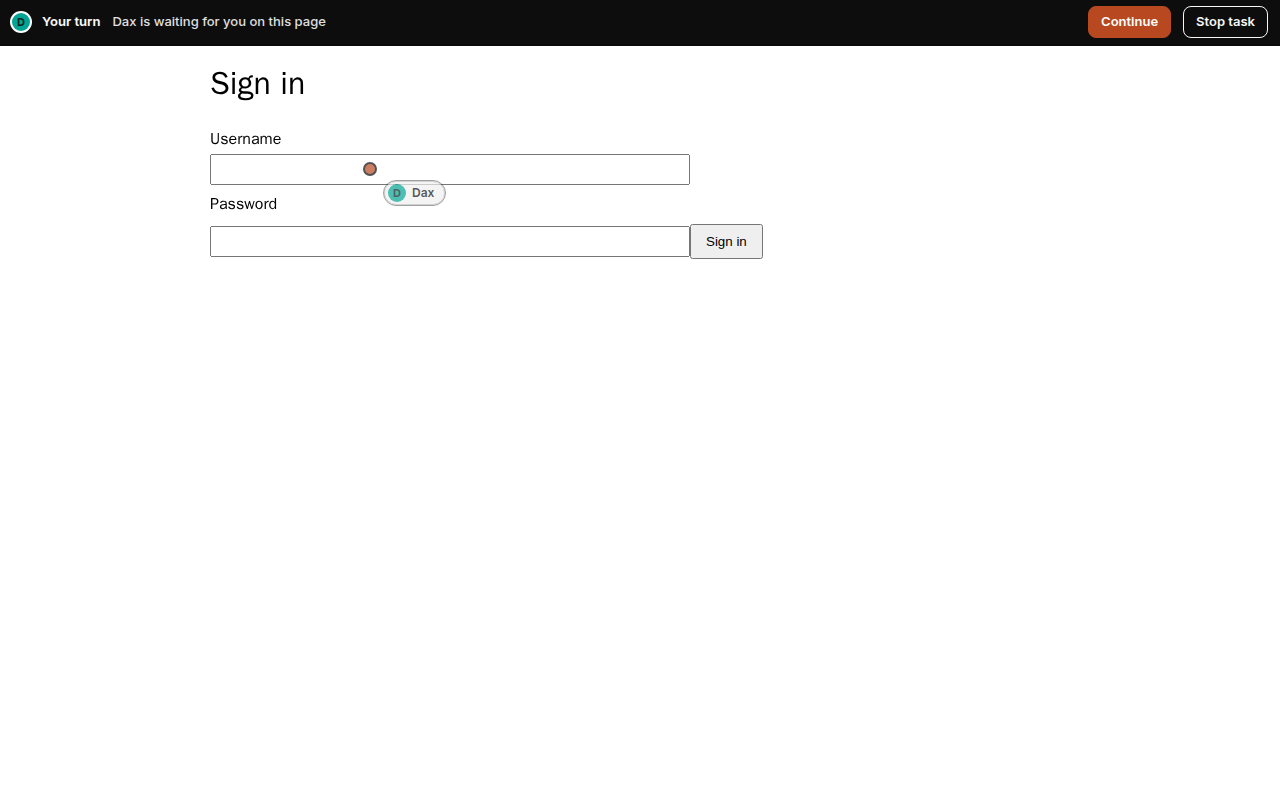 D Your turn Dax is waiting for you on this page Continue Stop task
Sign in
Username
D Dax
Password
Sign in